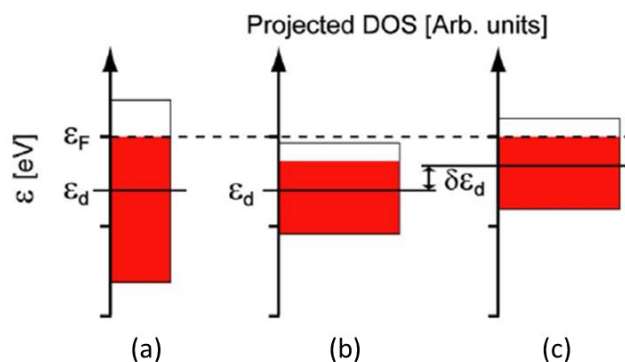 Projected DOS [Arb. units]
ε [eV]
εF
εd
εd
δεd
(a)
(b)
(c)